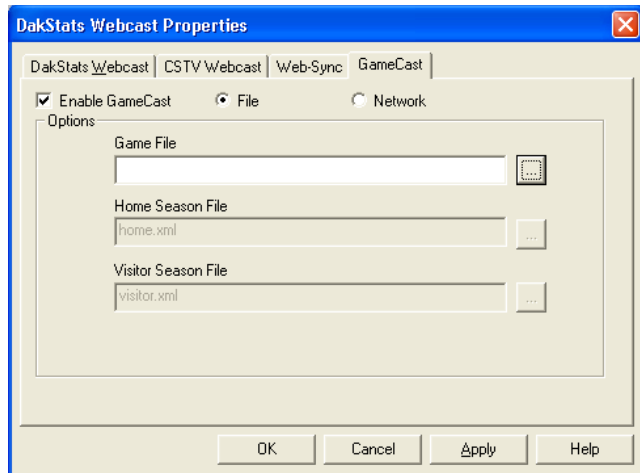 DakStats Webcast Properties
DakStats Webcast CSTV Webcast Web-Sync GameCast
Enable GameCast File Network
Options
Game File
...
Home Season File
home.xml ...
Visitor Season File
visitor.xml ...
OK Cancel Apply Help